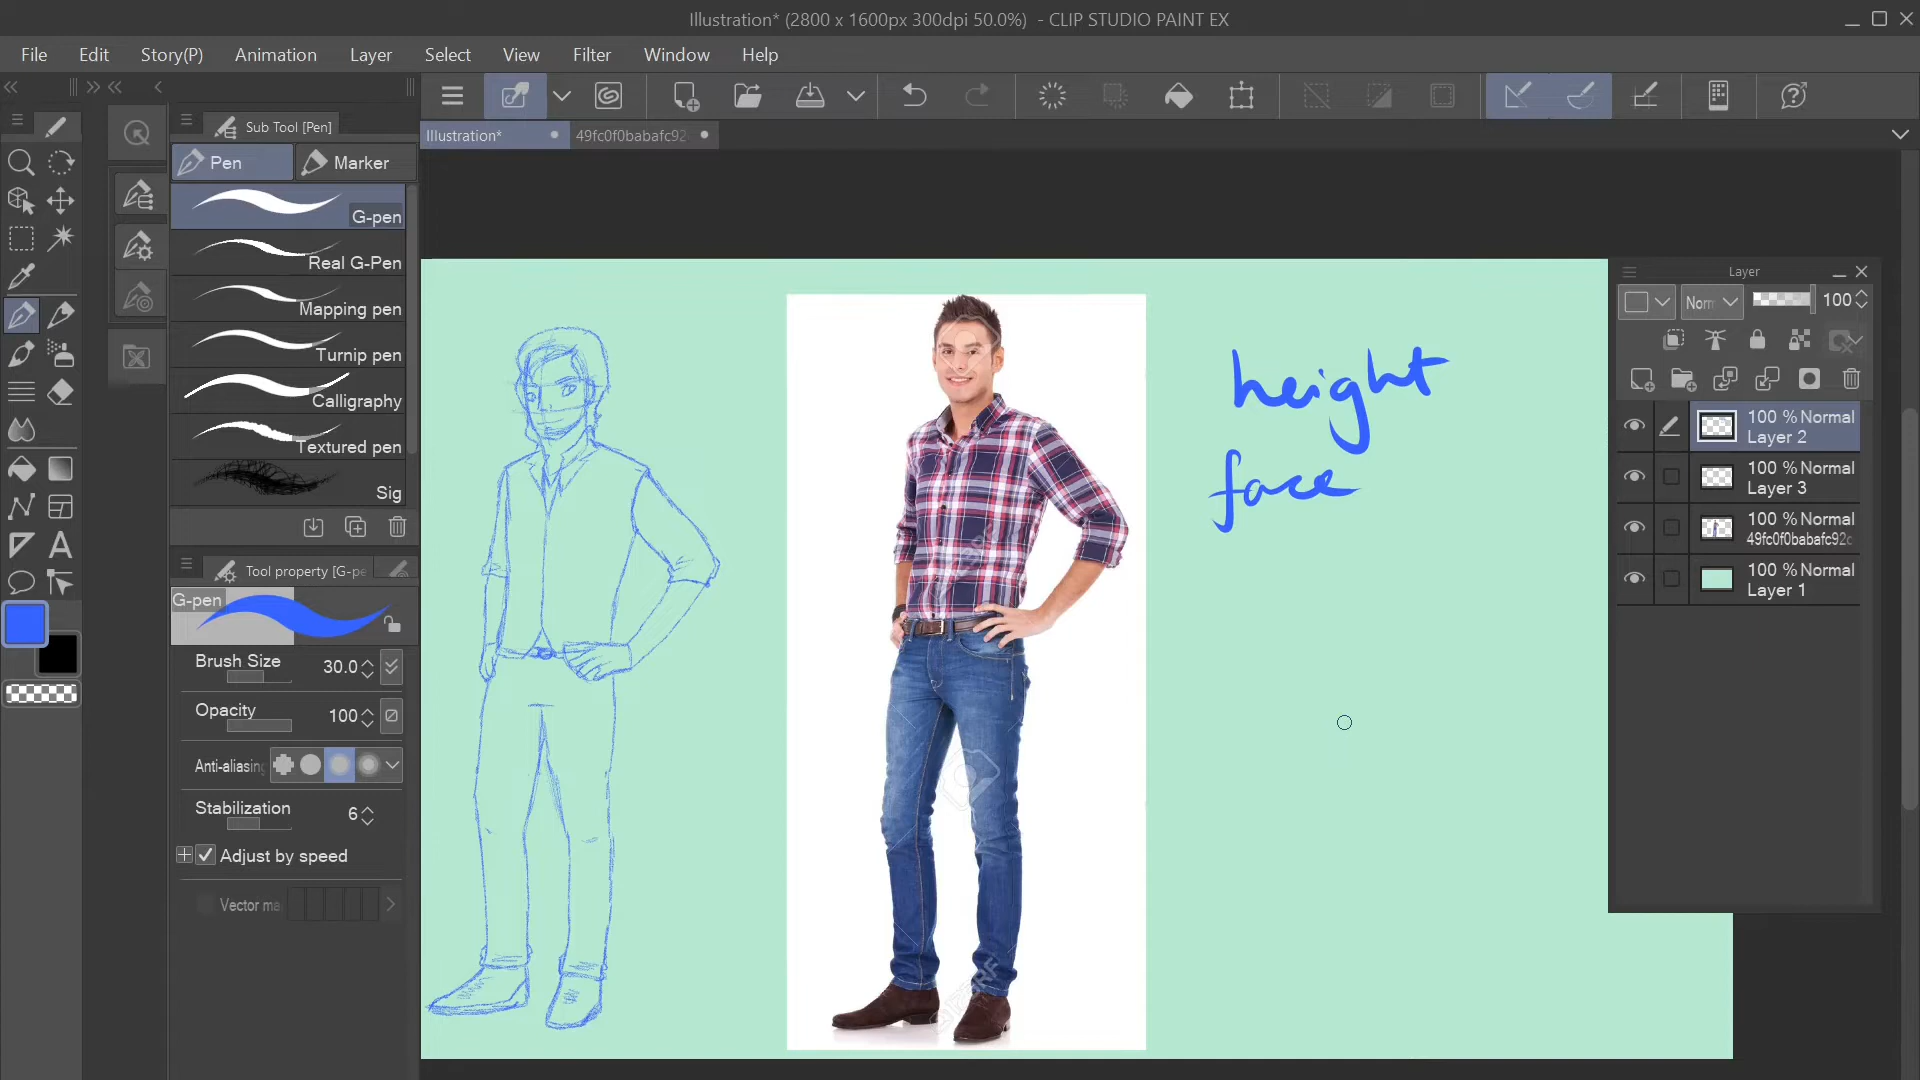 Illustration* (2800 x 1600px 300dpi 50.0%) - CLIP STUDIO PAINT EX
File Edit Story(P) Animation Layer Select View Filter Window Help
Sub Tool [Pen]
Illustration* 49fc0f0babafc92
Pen Marker
G-pen
Real G-Pen
Mapping pen
Turnip pen
Calligraphy
Textured pen
Sig
Tool property [G-pe
G-pen
Brush Size 30.0
Opacity 100
Anti-aliasing
Stabilization 6
Adjust by speed
Vector ma
height
face
Layer
Norm 100
100 % Normal
Layer 2
100 % Normal
Layer 3
100 % Normal
49fc0f0babafc92c
100 % Normal
Layer 1